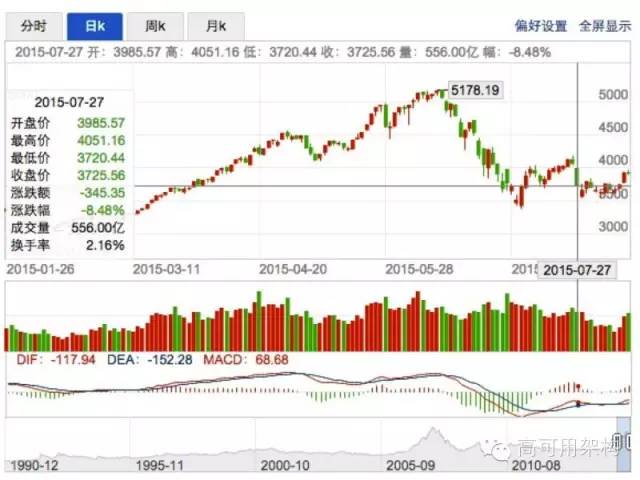 分时 日k 周k 月k 偏好设置 全屏显示
2015-07-27 开: 3985.57 高: 4051.16 低: 3720.44 收: 3725.56 量: 556.00亿 幅: -8.48%
5178.19
2015-07-27
开盘价 3985.57
最高价 4051.16
最低价 3720.44
收盘价 3725.56
涨跌额 -345.35
涨跌幅 -8.48%
成交量 556.00亿
换手率 2.16%
5000
4500
4000
3500
3000
2015-01-26 2015-03-11 2015-04-20 2015-05-28 2015 2015-07-27
DIF: -117.94 DEA: -152.28 MACD: 68.68
高可用架构
1990-12 1995-11 2000-10 2005-09 2010-08